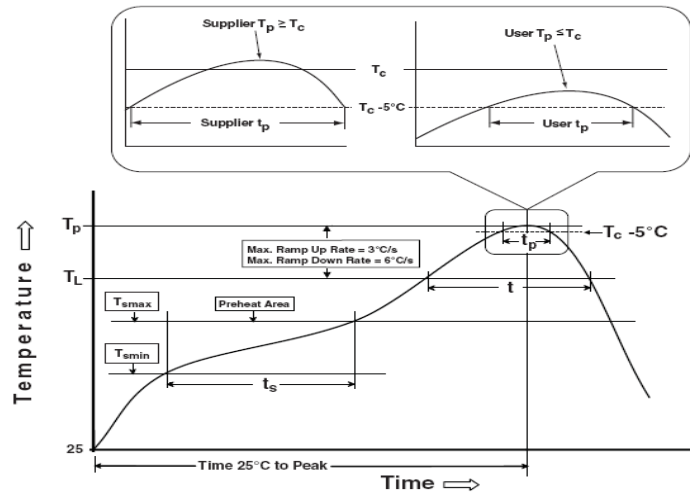 Supplier Tp ≥ Tc
User Tp ≤ Tc
Tc
Tc -5°C
Supplier tp
User tp
Tp
Tc -5°C
Max. Ramp Up Rate = 3°C/s
Max. Ramp Down Rate = 6°C/s
tp
TL
t
Tsmax
Preheat Area
Tsmin
ts
Temperature
25
Time 25°C to Peak
Time